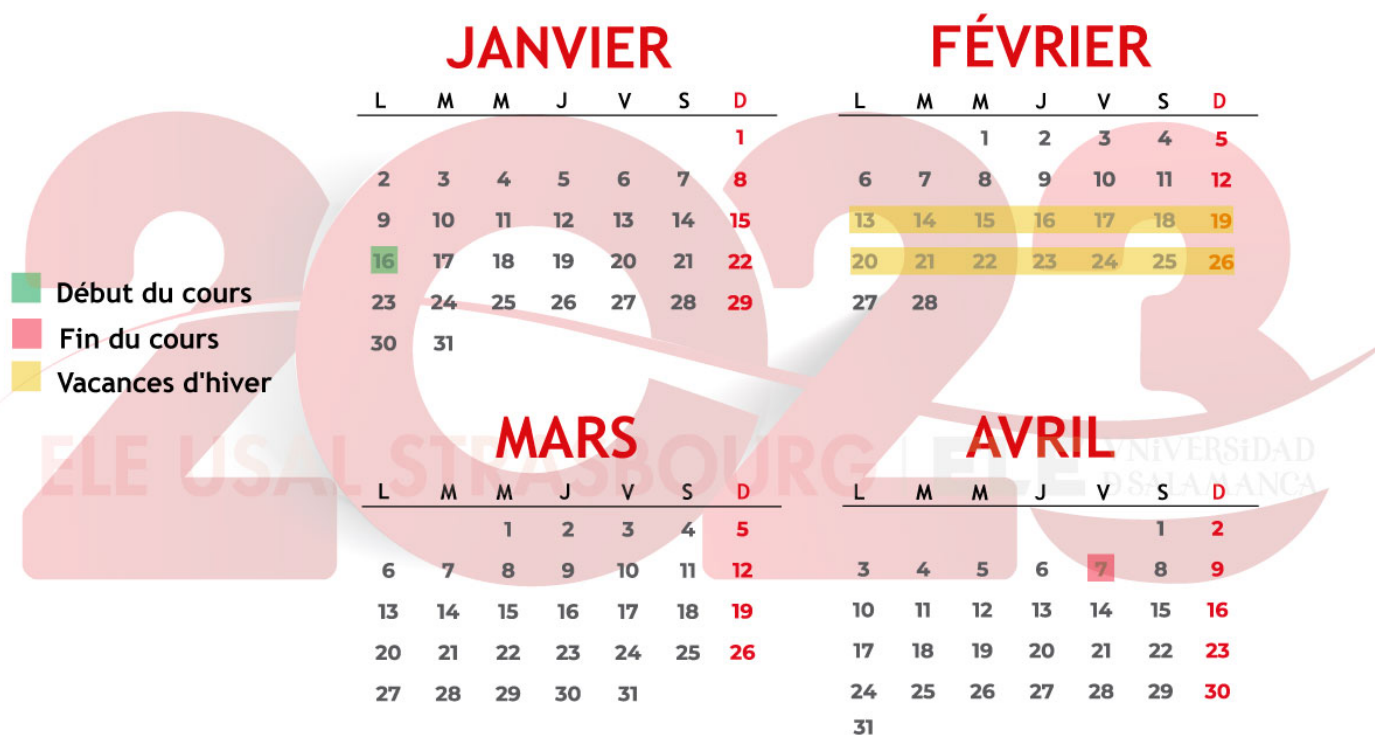 2023
JANVIER
L M M J V S D
1
2 3 4 5 6 7 8
9 10 11 12 13 14 15
16 17 18 19 20 21 22
23 24 25 26 27 28 29
30 31
FÉVRIER
L M M J V S D
1 2 3 4 5
6 7 8 9 10 11 12
13 14 15 16 17 18 19
20 21 22 23 24 25 26
27 28
Début du cours
Fin du cours
Vacances d'hiver
MARS
L M M J V S D
1 2 3 4 5
6 7 8 9 10 11 12
13 14 15 16 17 18 19
20 21 22 23 24 25 26
27 28 29 30 31
AVRIL
L M M J V S D
1 2
3 4 5 6 7 8 9
10 11 12 13 14 15 16
17 18 19 20 21 22 23
24 25 26 27 28 29 30
31
ELE USAL STRASBOURG | ELE VNiVERSiDAD
D SALAMANCA